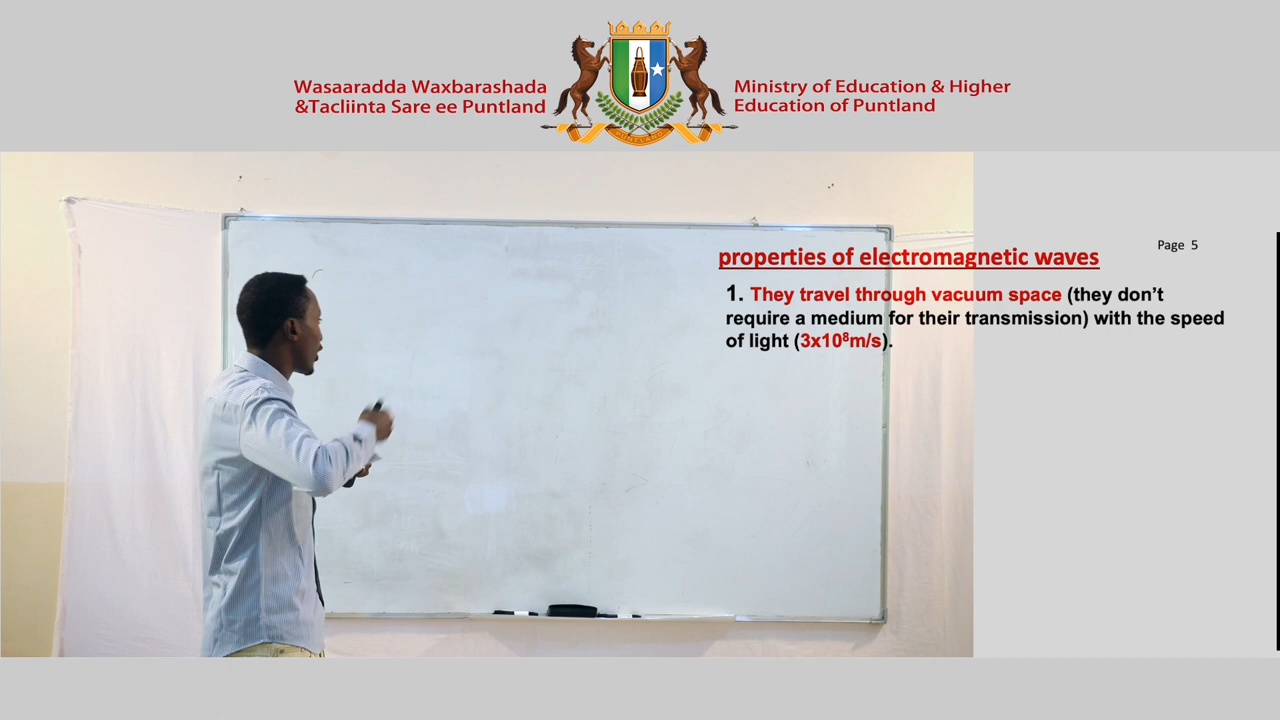 Wasaaradda Waxbarashada
&Tacliinta Sare ee Puntland
Ministry of Education & Higher
Education of Puntland
PUNTLAND
Page 5
properties of electromagnetic waves
1. They travel through vacuum space (they don't
require a medium for their transmission) with the speed
of light (3x10⁸m/s).